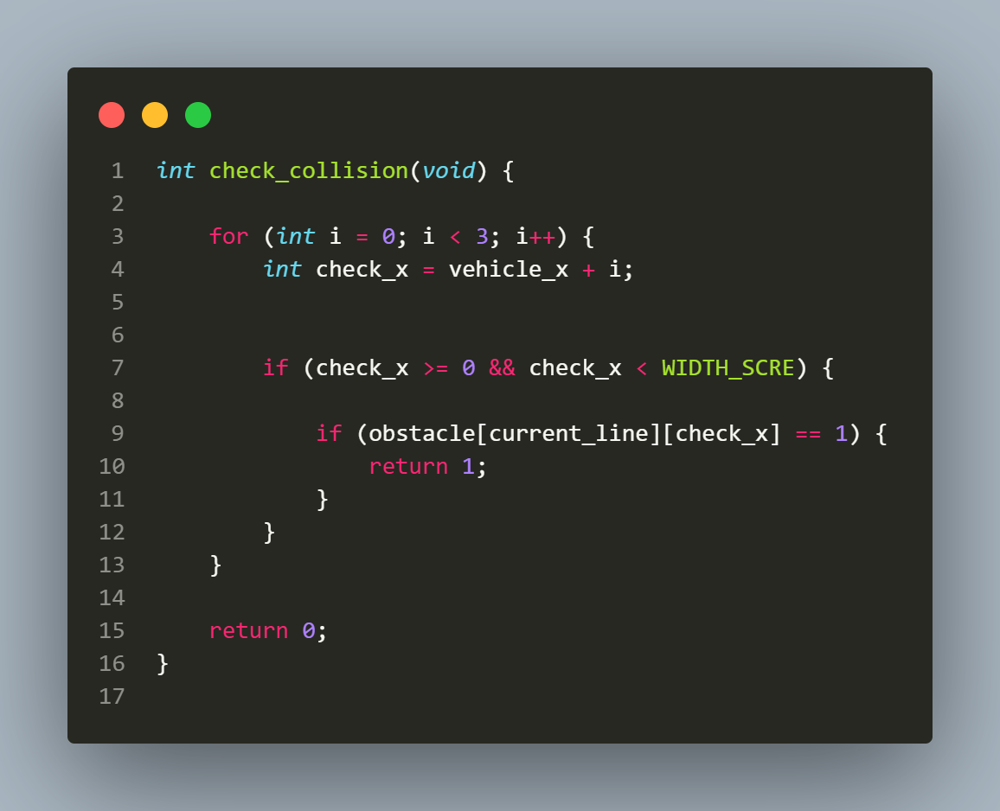 1 int check_collision(void) {
2
3     for (int i = 0; i < 3; i++) {
4         int check_x = vehicle_x + i;
5
6
7         if (check_x >= 0 && check_x < WIDTH_SCRE) {
8
9             if (obstacle[current_line][check_x] == 1) {
10                 return 1;
11             }
12         }
13     }
14
15     return 0;
16 }
17